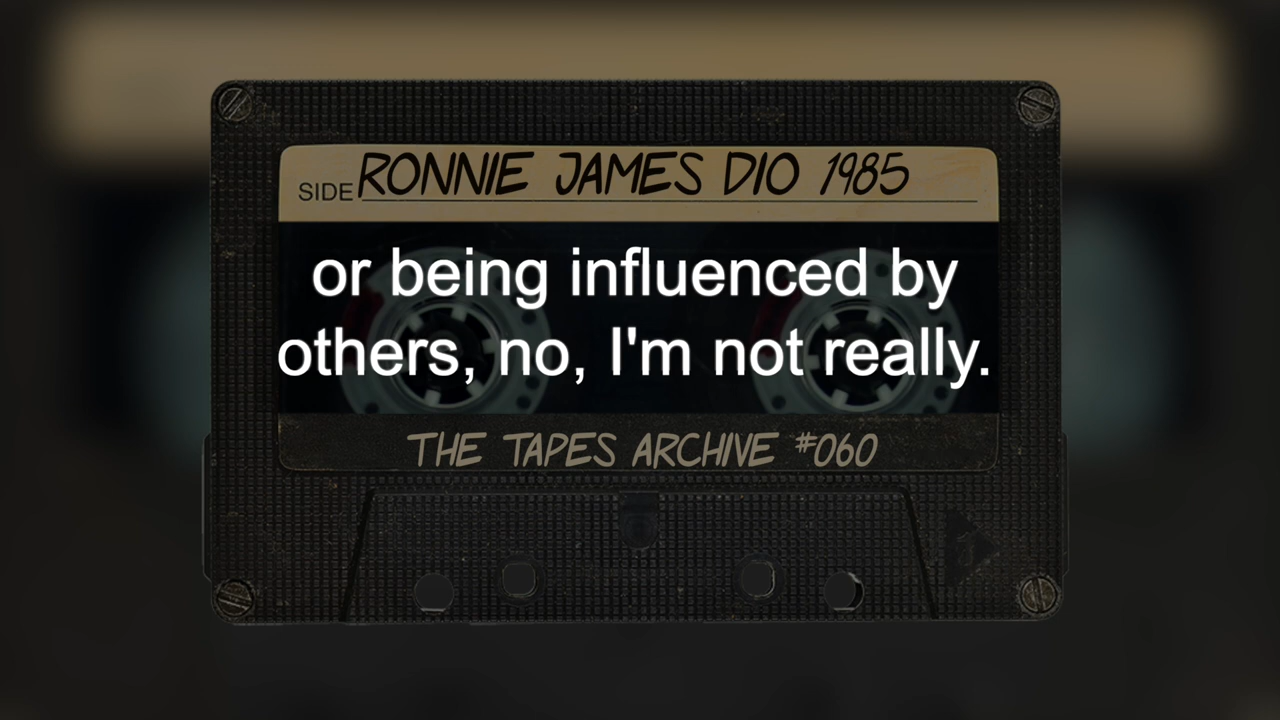 RONNIE JAMES DIO 1985
SIDE
or being influenced by
others, no, I'm not really.
THE TAPES ARCHIVE #060